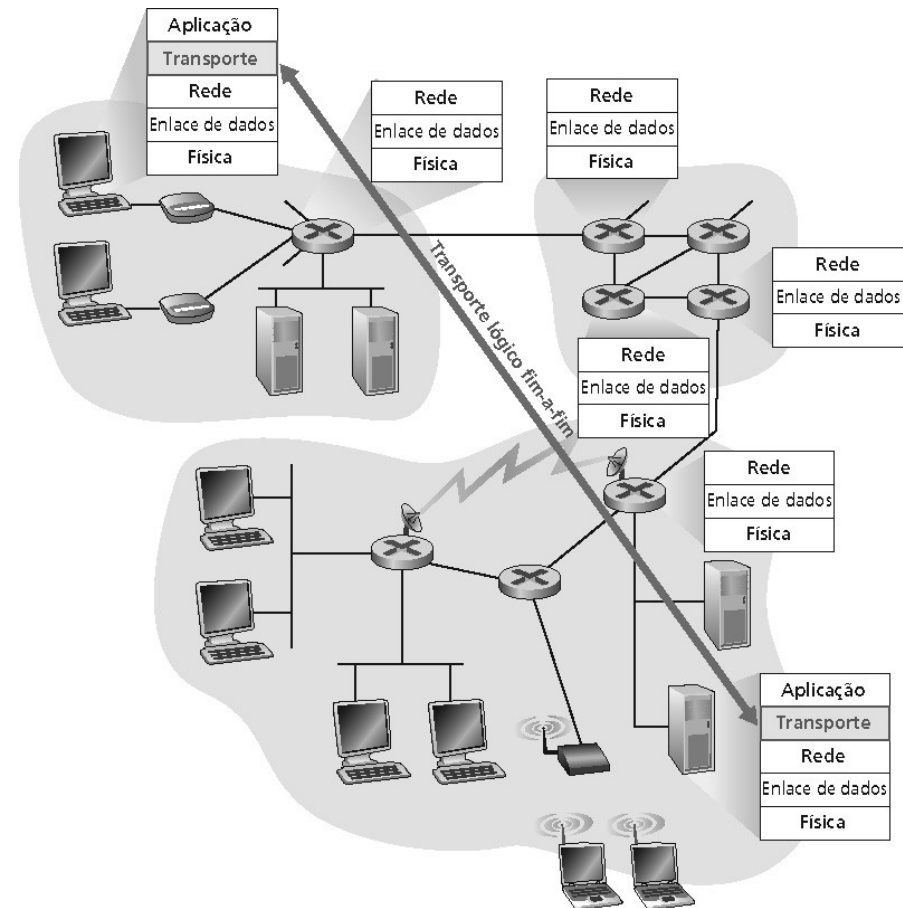 Aplicação
Transporte
Rede
Enlace de dados
Física
Rede
Enlace de dados
Física
Rede
Enlace de dados
Física
Transporte lógico fim-a-fim
Rede
Enlace de dados
Física
Rede
Enlace de dados
Física
Rede
Enlace de dados
Física
Aplicação
Transporte
Rede
Enlace de dados
Física